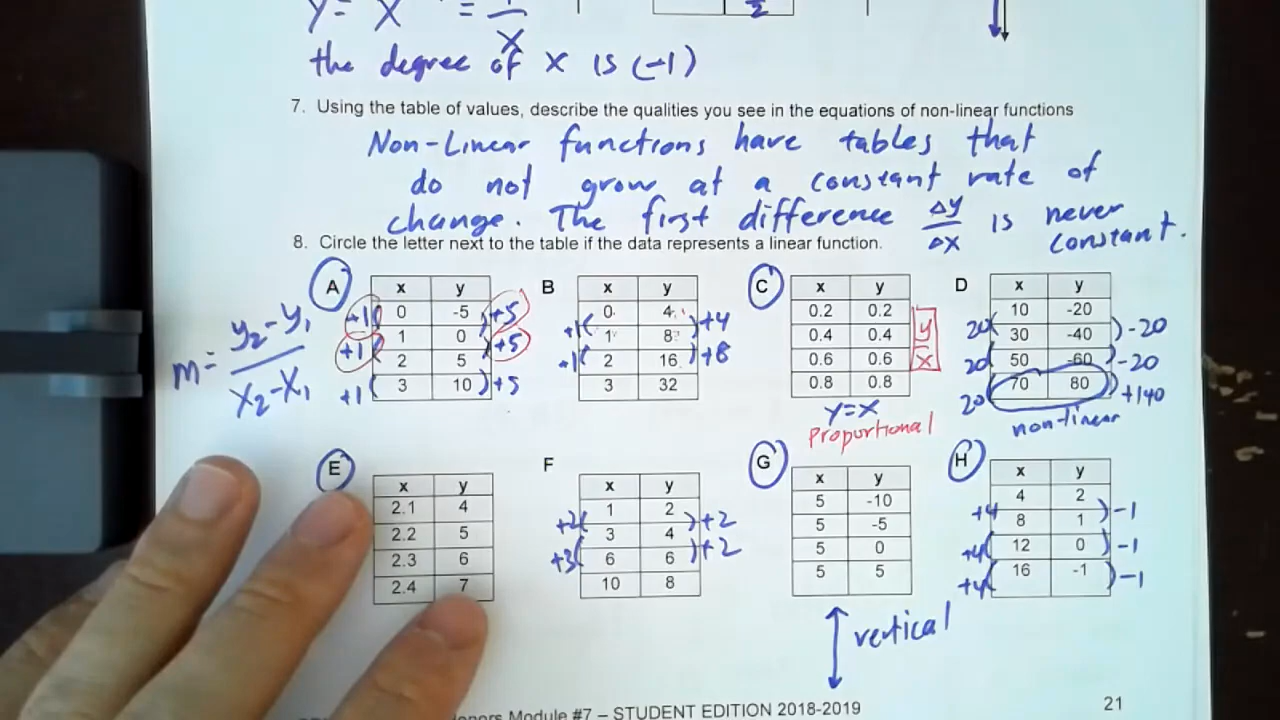 y = x = 1/x
the degree of x is (-1)
7. Using the table of values, describe the qualities you see in the equations of non-linear functions
Non-Linear functions have tables that
do not grow at a constant rate of
change. The first difference Δy/Δx is never
constant.
8. Circle the letter next to the table if the data represents a linear function.
m = y₂-y₁ / x₂-x₁
A
x y
0 -5
1 0
2 5
3 10
+1 +5
+1 +5
+1 +5
B
x y
0 4
1 8
2 16
3 32
+1 +4
+1 +8
C
x y
0.2 0.2
0.4 0.4
0.6 0.6
0.8 0.8
y
x
y=x
Proportional
D
x y
10 -20
30 -40
50 -60
70 80
20 -20
20 -20
20 +140
non-linear
E
x y
2.1 4
2.2 5
2.3 6
2.4 7
F
x y
1 2
3 4
6 6
10 8
+2 +2
+3 +2
G
x y
5 -10
5 -5
5 0
5 5
vertical
H
x y
4 2
8 1
12 0
16 -1
+4 -1
+4 -1
+4 -1
onors Module #7 – STUDENT EDITION 2018-2019
21